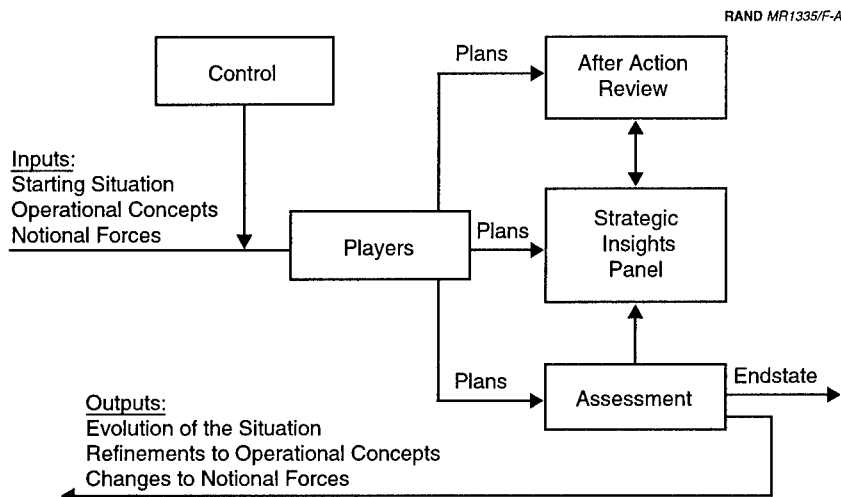 RAND MR1335/F-A
Control
Plans
After Action
Review
Inputs:
Starting Situation
Operational Concepts
Notional Forces
Players
Plans
Strategic
Insights
Panel
Plans
Assessment
Endstate
Outputs:
Evolution of the Situation
Refinements to Operational Concepts
Changes to Notional Forces